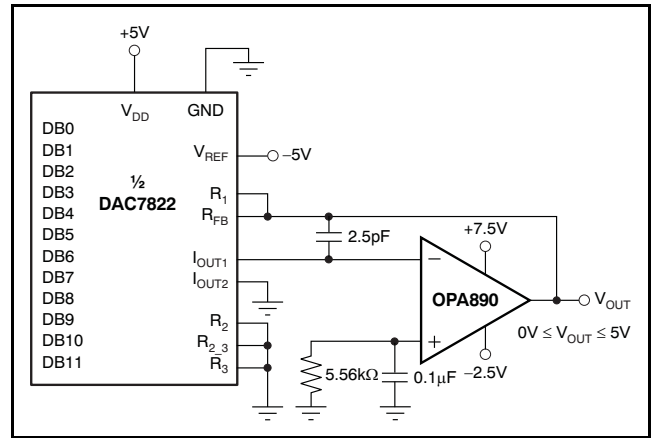 +5V
V_DD GND
DB0
DB1
DB2
DB3
DB4
DB5
DB6
DB7
DB8
DB9
DB10
DB11
½
DAC7822
V_REF
−5V
R_1
R_FB
I_OUT1
I_OUT2
R_2
R_2_3
R_3
2.5pF
+7.5V
−
OPA890
+
−2.5V
V_OUT
0V ≤ V_OUT ≤ 5V
5.56kΩ
0.1µF